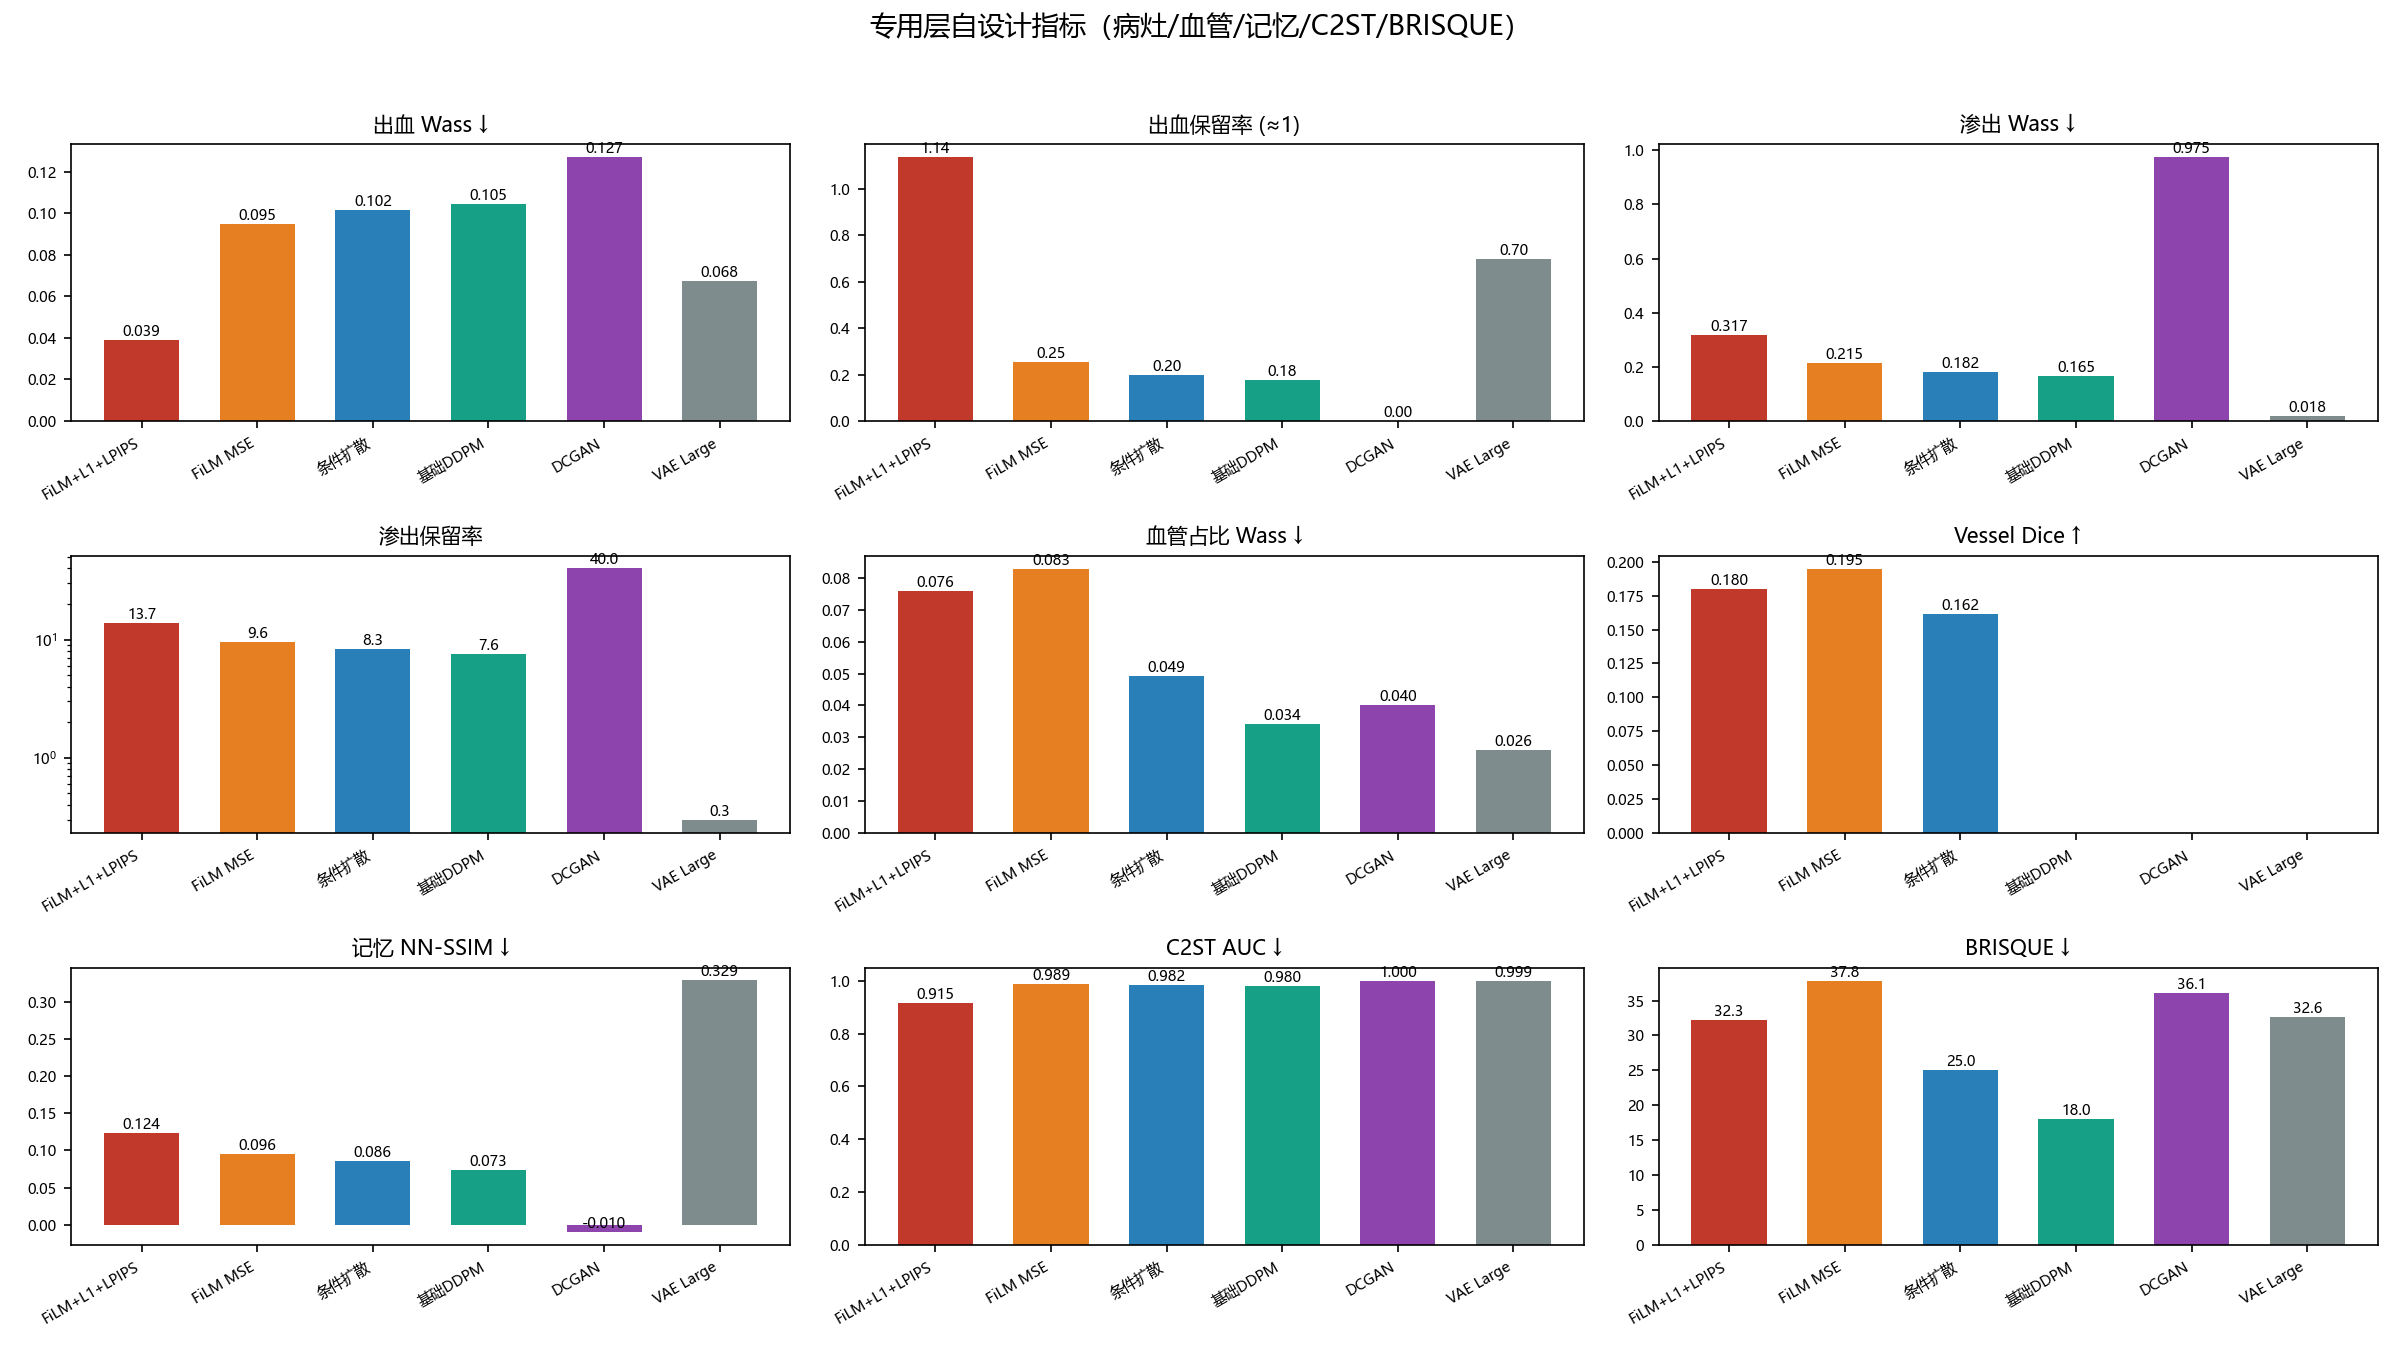 专用层自设计指标（病灶/血管/记忆/C2ST/BRISQUE）
出血 Wass↓
0.12
0.10
0.08
0.06
0.04
0.02
0.00
0.039
0.095
0.102
0.105
0.127
0.068
FiLM+L1+LPIPS
FiLM MSE
条件扩散
基础DDPM
DCGAN
VAE Large
出血保留率 (≈1)
1.0
0.8
0.6
0.4
0.2
0.0
1.14
0.25
0.20
0.18
0.00
0.70
FiLM+L1+LPIPS
FiLM MSE
条件扩散
基础DDPM
DCGAN
VAE Large
渗出 Wass↓
1.0
0.8
0.6
0.4
0.2
0.0
0.317
0.215
0.182
0.165
0.975
0.018
FiLM+L1+LPIPS
FiLM MSE
条件扩散
基础DDPM
DCGAN
VAE Large
渗出保留率
10¹
10⁰
13.7
9.6
8.3
7.6
40.0
0.3
FiLM+L1+LPIPS
FiLM MSE
条件扩散
基础DDPM
DCGAN
VAE Large
血管占比 Wass↓
0.08
0.07
0.06
0.05
0.04
0.03
0.02
0.01
0.00
0.076
0.083
0.049
0.034
0.040
0.026
FiLM+L1+LPIPS
FiLM MSE
条件扩散
基础DDPM
DCGAN
VAE Large
Vessel Dice↑
0.200
0.175
0.150
0.125
0.100
0.075
0.050
0.025
0.000
0.180
0.195
0.162
FiLM+L1+LPIPS
FiLM MSE
条件扩散
基础DDPM
DCGAN
VAE Large
记忆 NN-SSIM↓
0.30
0.25
0.20
0.15
0.10
0.05
0.00
0.124
0.096
0.086
0.073
-0.010
0.329
FiLM+L1+LPIPS
FiLM MSE
条件扩散
基础DDPM
DCGAN
VAE Large
C2ST AUC↓
1.0
0.8
0.6
0.4
0.2
0.0
0.915
0.989
0.982
0.980
1.000
0.999
FiLM+L1+LPIPS
FiLM MSE
条件扩散
基础DDPM
DCGAN
VAE Large
BRISQUE↓
35
30
25
20
15
10
5
0
32.3
37.8
25.0
18.0
36.1
32.6
FiLM+L1+LPIPS
FiLM MSE
条件扩散
基础DDPM
DCGAN
VAE Large